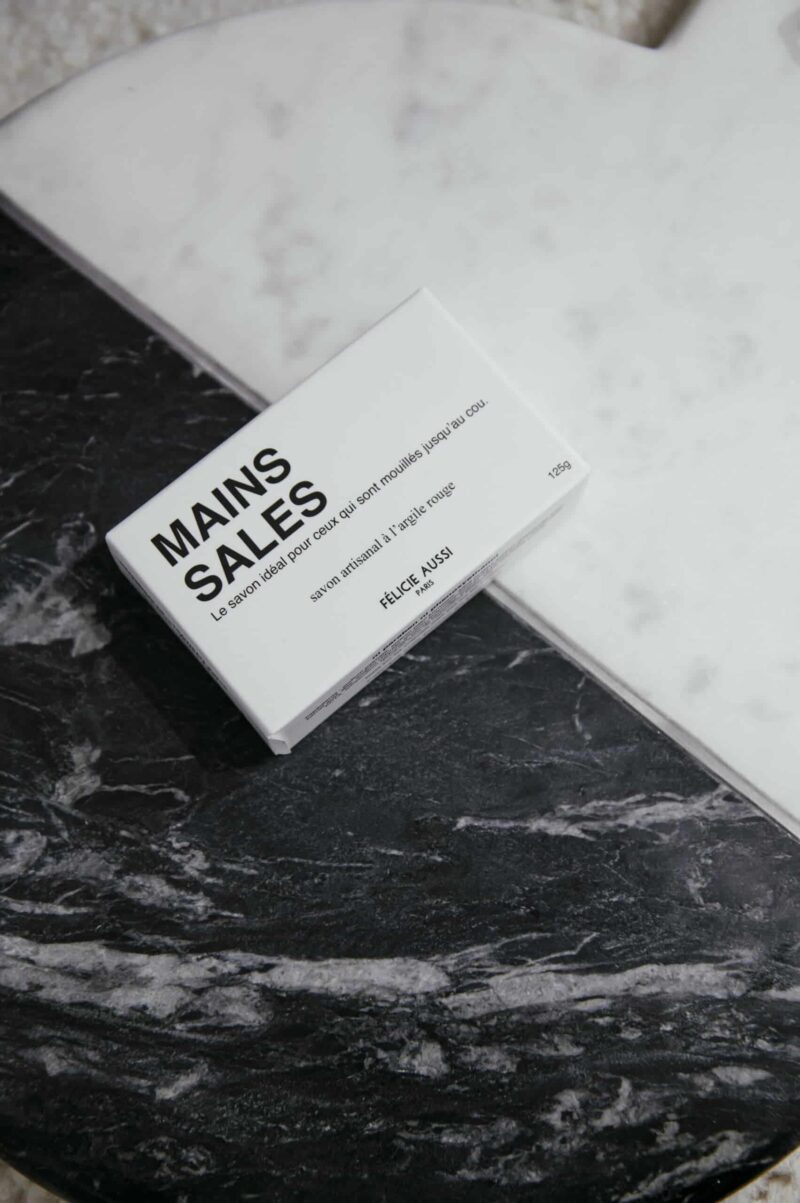 MAINS
SALES
Le savon idéal pour ceux qui sont mouillés jusqu'au cou.
savon artisanal à l'argile rouge
125g
FÉLICIE AUSSI
PARIS